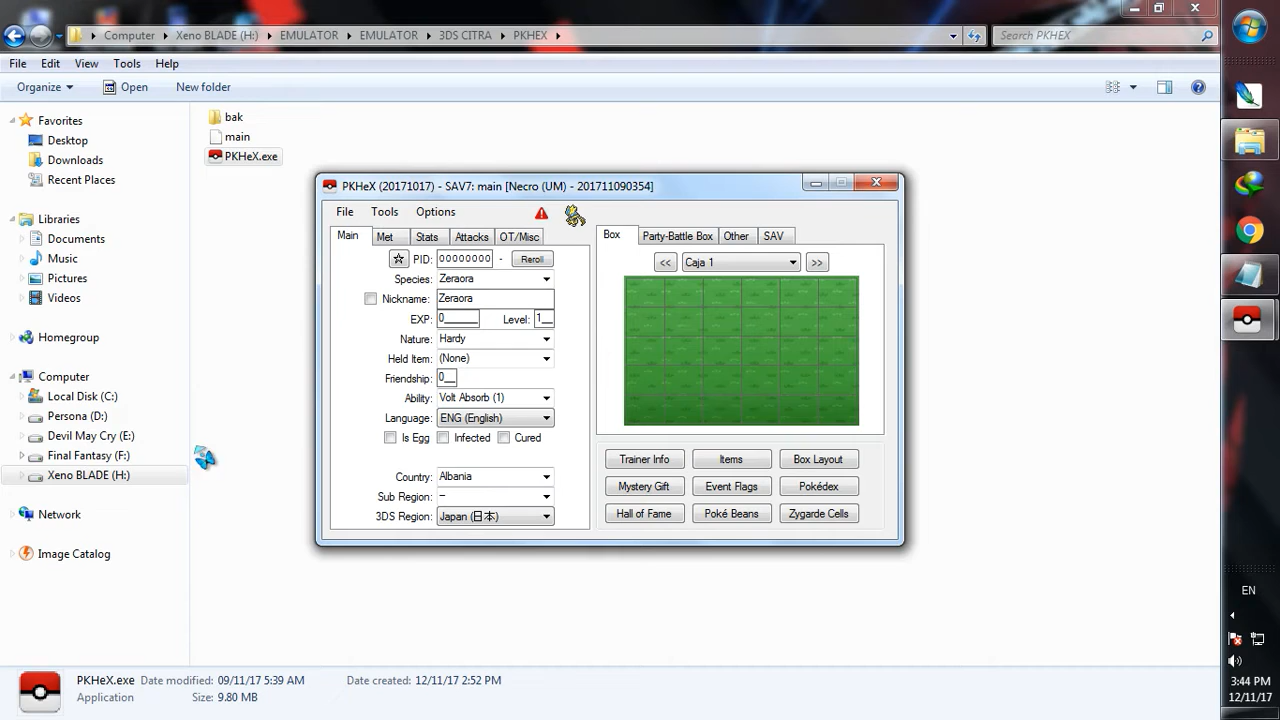 Computer Xeno BLADE (H:) EMULATOR EMULATOR 3DS CITRA PKHEX Search PKHEX
File Edit View Tools Help
Organize Open New folder
Favorites
Desktop
Downloads
Recent Places
Libraries
Documents
Music
Pictures
Videos
Homegroup
Computer
Local Disk (C:)
Persona (D:)
Devil May Cry (E:)
Final Fantasy (F:)
Xeno BLADE (H:)
Network
Image Catalog
bak
main
PKHeX.exe
PKHeX (20171017) - SAV7: main [Necro (UM) - 201711090354]
File Tools Options
Main Met Stats Attacks OT/Misc
PID: 00000000 - Reroll
Species: Zeraora
Nickname: Zeraora
EXP: 0_____ Level: 1__
Nature: Hardy
Held Item: (None)
Friendship: 0__
Ability: Volt Absorb (1)
Language: ENG (English)
Is Egg Infected Cured
Country: Albania
Sub Region: –
3DS Region: Japan (日本)
Box Party-Battle Box Other SAV
<< Caja 1 >>
Trainer Info Items Box Layout
Mystery Gift Event Flags Pokédex
Hall of Fame Poké Beans Zygarde Cells
PKHeX.exe Date modified: 09/11/17 5:39 AM Date created: 12/11/17 2:52 PM
Application Size: 9.80 MB
EN
3:44 PM
12/11/17